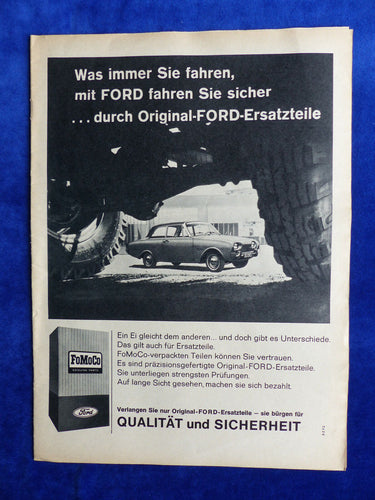 Was immer Sie fahren,
mit FORD fahren Sie sicher
...durch Original-FORD-Ersatzteile
Ein Ei gleicht dem anderen... und doch gibt es Unterschiede.
Das gilt auch für Ersatzteile.
FoMoCo-verpackten Teilen können Sie vertrauen.
Es sind präzisionsgefertigte Original-FORD-Ersatzteile.
Sie unterliegen strengsten Prüfungen.
Auf lange Sicht gesehen, machen sie sich bezahlt.
FoMoCo
Ford
Verlangen Sie nur Original-FORD-Ersatzteile – sie bürgen für
QUALITÄT und SICHERHEIT